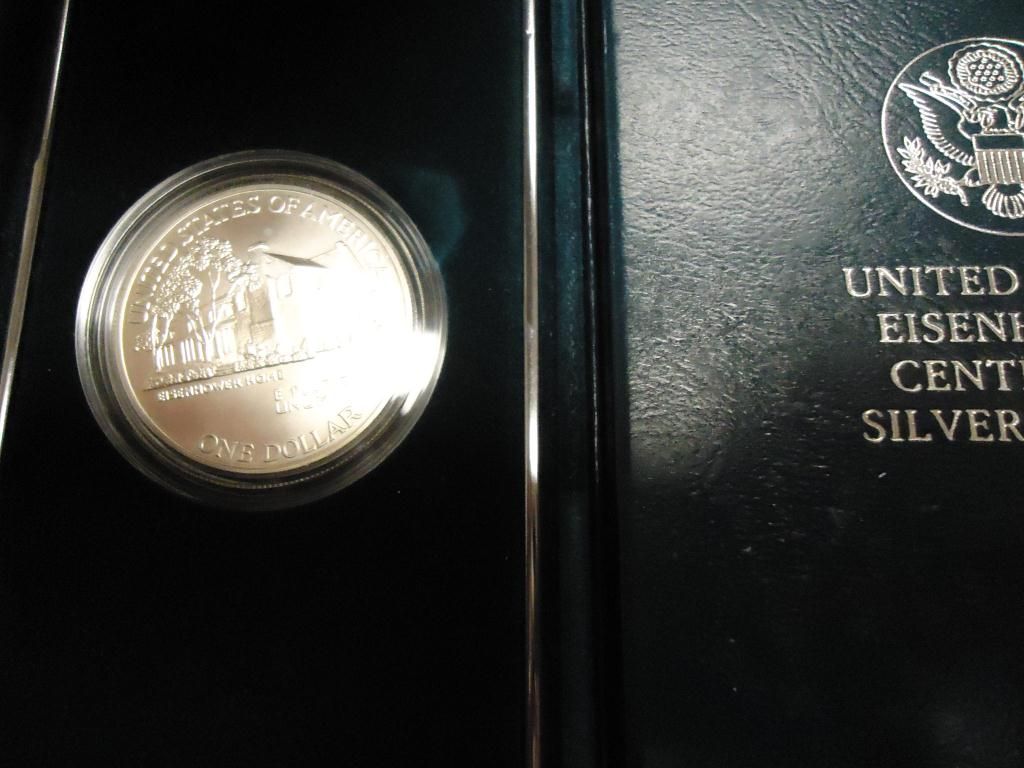 UNITED STATES OF AMERICA
EISENHOWER HOME
E
ONE DOLLAR
UNITED
EISENH
CENT
SILVER